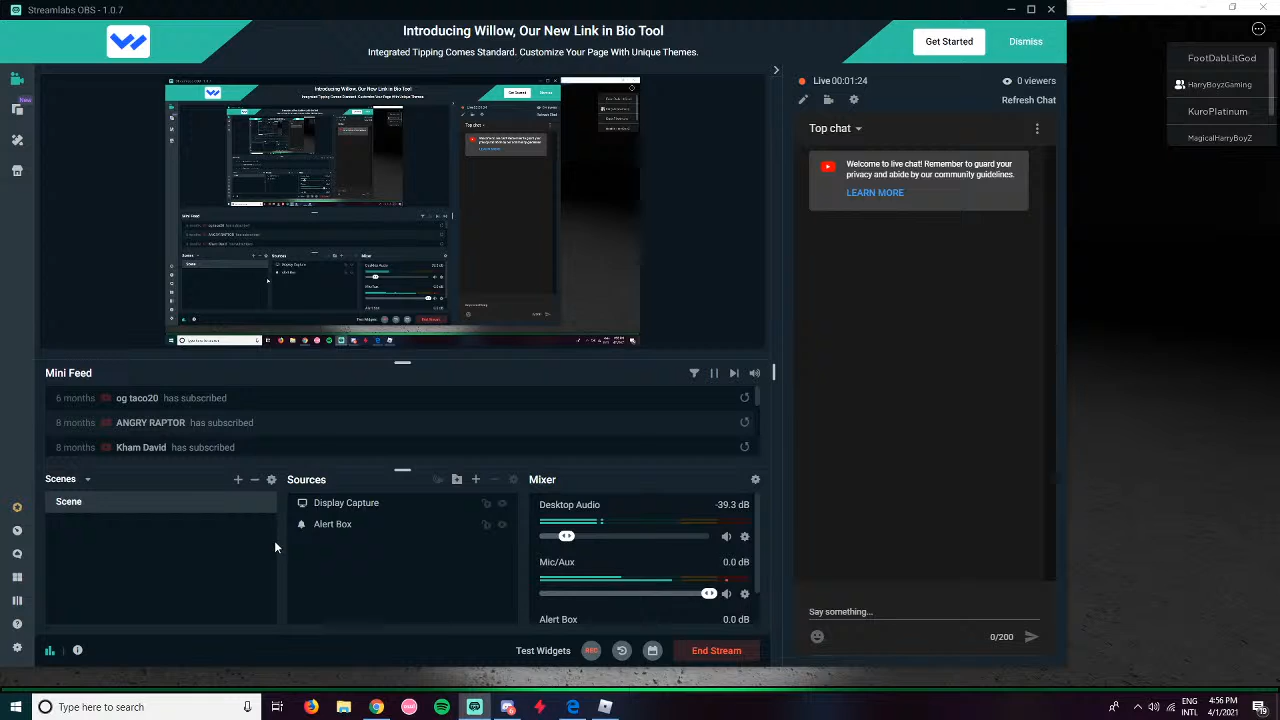 Streamlabs OBS - 1.0.7
Introducing Willow, Our New Link in Bio Tool
Integrated Tipping Comes Standard. Customize Your Page With Unique Themes.
Get Started
Dismiss
FootDabLitGod
HarryBoyzGaming
KuroPlatinum
MagicalHarryBoyZ
Live 00:01:24
0 viewers
Refresh Chat
New
Top chat
Welcome to live chat! Remember to guard your
privacy and abide by our community guidelines.
LEARN MORE
Mini Feed
6 months og taco20 has subscribed
8 months ANGRY RAPTOR has subscribed
8 months Kham David has subscribed
Scenes
Scene
Sources
Display Capture
Alert Box
Mixer
Desktop Audio -39.3 dB
Mic/Aux 0.0 dB
Alert Box 0.0 dB
Say something...
0/200
Test Widgets
REC
End Stream
Type here to search
ENG
INTL
4:56 PM
4/1/2021